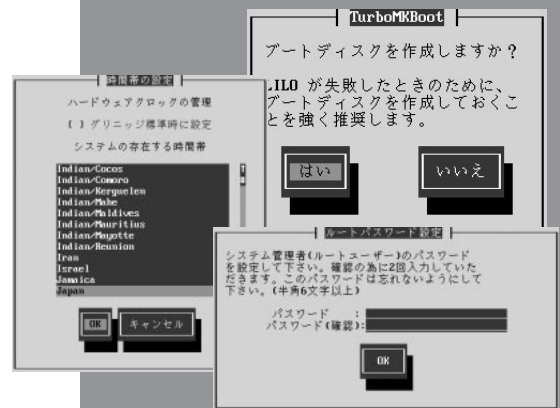 TurboMKBoot
ブートディスクを作成しますか？
LILO が失敗したときのために、
ブートディスクを作成しておくこ
とを強く推奨します。
はい
いいえ
時間帯の設定
ハードウェアクロックの管理
[ ] グリニッジ標準時に設定
システムの存在する時間帯
Indian/Cocos
Indian/Comoro
Indian/Kerguelen
Indian/Mahe
Indian/Maldives
Indian/Mauritius
Indian/Mayotte
Indian/Reunion
Iran
Israel
Jamaica
Japan
OK
キャンセル
ルートパスワード設定
システム管理者(ルートユーザー)のパスワード
を設定して下さい。確認の為に2回入力していた
だきます。このパスワードは忘れないようにして
下さい。(半角6文字以上)
パスワード :
パスワード(確認):
OK